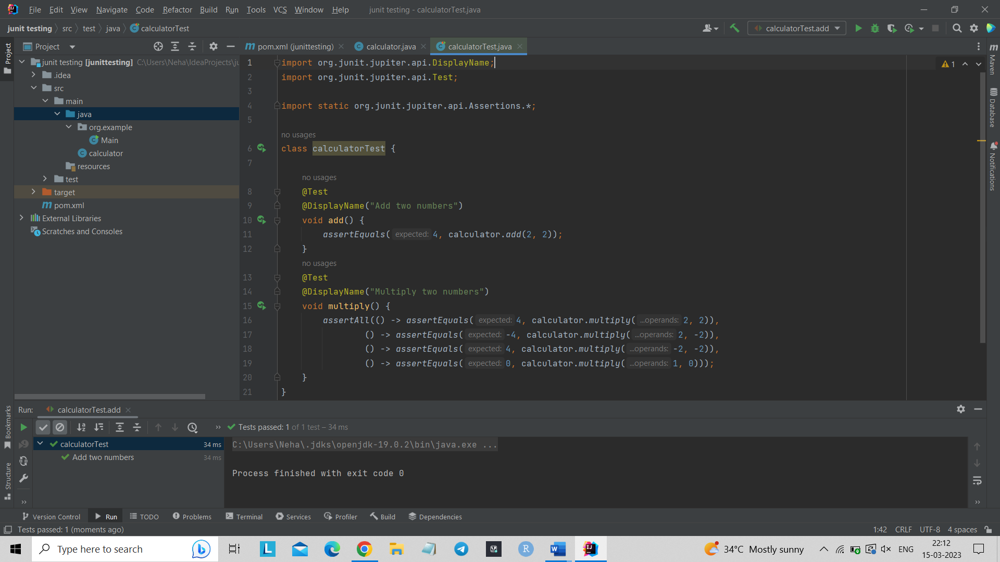 File Edit View Navigate Code Refactor Build Run Tools VCS Window Help junit testing - calculatorTest.java
junit testing src test java calculatorTest calculatorTest.add
Project
Project
pom.xml (junittesting) calculator.java calculatorTest.java
junit testing [junittesting] C:\Users\Neha\IdeaProjects\ju
.idea
src
main
java
org.example
Main
calculator
resources
test
target
pom.xml
External Libraries
Scratches and Consoles
1 import org.junit.jupiter.api.DisplayName;
2 import org.junit.jupiter.api.Test;
3
4 import static org.junit.jupiter.api.Assertions.*;
5
no usages
6 class calculatorTest {
7
no usages
8 @Test
9 @DisplayName("Add two numbers")
10 void add() {
11 assertEquals( expected: 4, calculator.add(2, 2));
12 }
no usages
13 @Test
14 @DisplayName("Multiply two numbers")
15 void multiply() {
16 assertAll(() -> assertEquals( expected: 4, calculator.multiply( ...operands: 2, 2)),
17 () -> assertEquals( expected: -4, calculator.multiply( ...operands: 2, -2)),
18 () -> assertEquals( expected: 4, calculator.multiply( ...operands: -2, -2)),
19 () -> assertEquals( expected: 0, calculator.multiply( ...operands: 1, 0)));
20 }
21 }
1
Maven
Database
Notifications
Bookmarks
Structure
Run: calculatorTest.add
Tests passed: 1 of 1 test – 34 ms
calculatorTest 34 ms
Add two numbers 34 ms
C:\Users\Neha\.jdks\openjdk-19.0.2\bin\java.exe ...
Process finished with exit code 0
Version Control Run TODO Problems Terminal Services Profiler Build Dependencies
Tests passed: 1 (moments ago) 1:42 CRLF UTF-8 4 spaces
Type here to search
34°C Mostly sunny ENG
22:12
15-03-2023